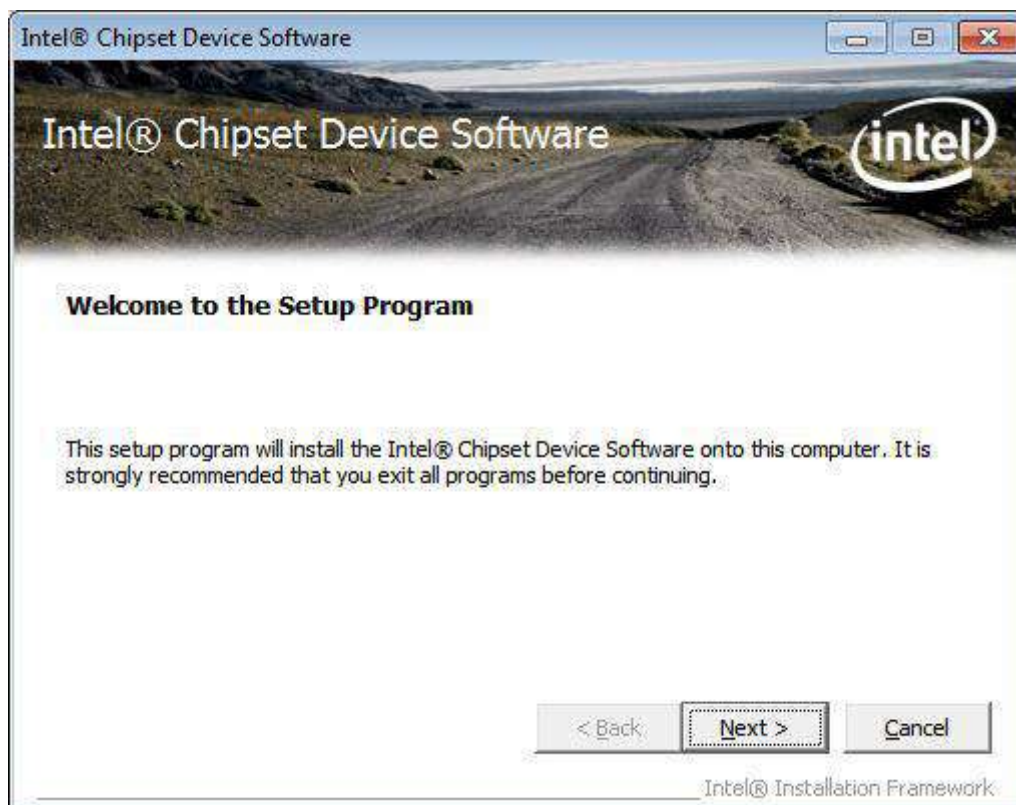 Intel® Chipset Device Software
Intel® Chipset Device Software
intel
Welcome to the Setup Program
This setup program will install the Intel® Chipset Device Software onto this computer. It is
strongly recommended that you exit all programs before continuing.
< Back
Next >
Cancel
Intel® Installation Framework